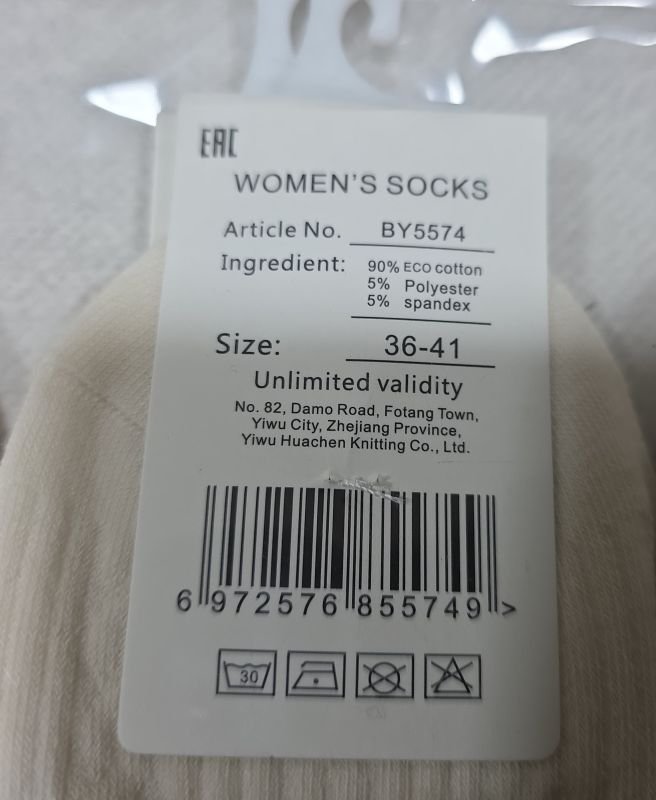 EAC
WOMEN'S SOCKS
Article No. BY5574
Ingredient: 90% ECO cotton
5% Polyester
5% spandex
Size: 36-41
Unlimited validity
No. 82, Damo Road, Fotang Town,
Yiwu City, Zhejiang Province,
Yiwu Huachen Knitting Co., Ltd.
6 972576 855749 >
30